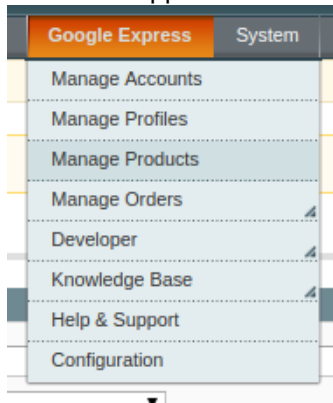 Google Express System
Manage Accounts
Manage Profiles
Manage Products
Manage Orders
Developer
Knowledge Base
Help & Support
Configuration